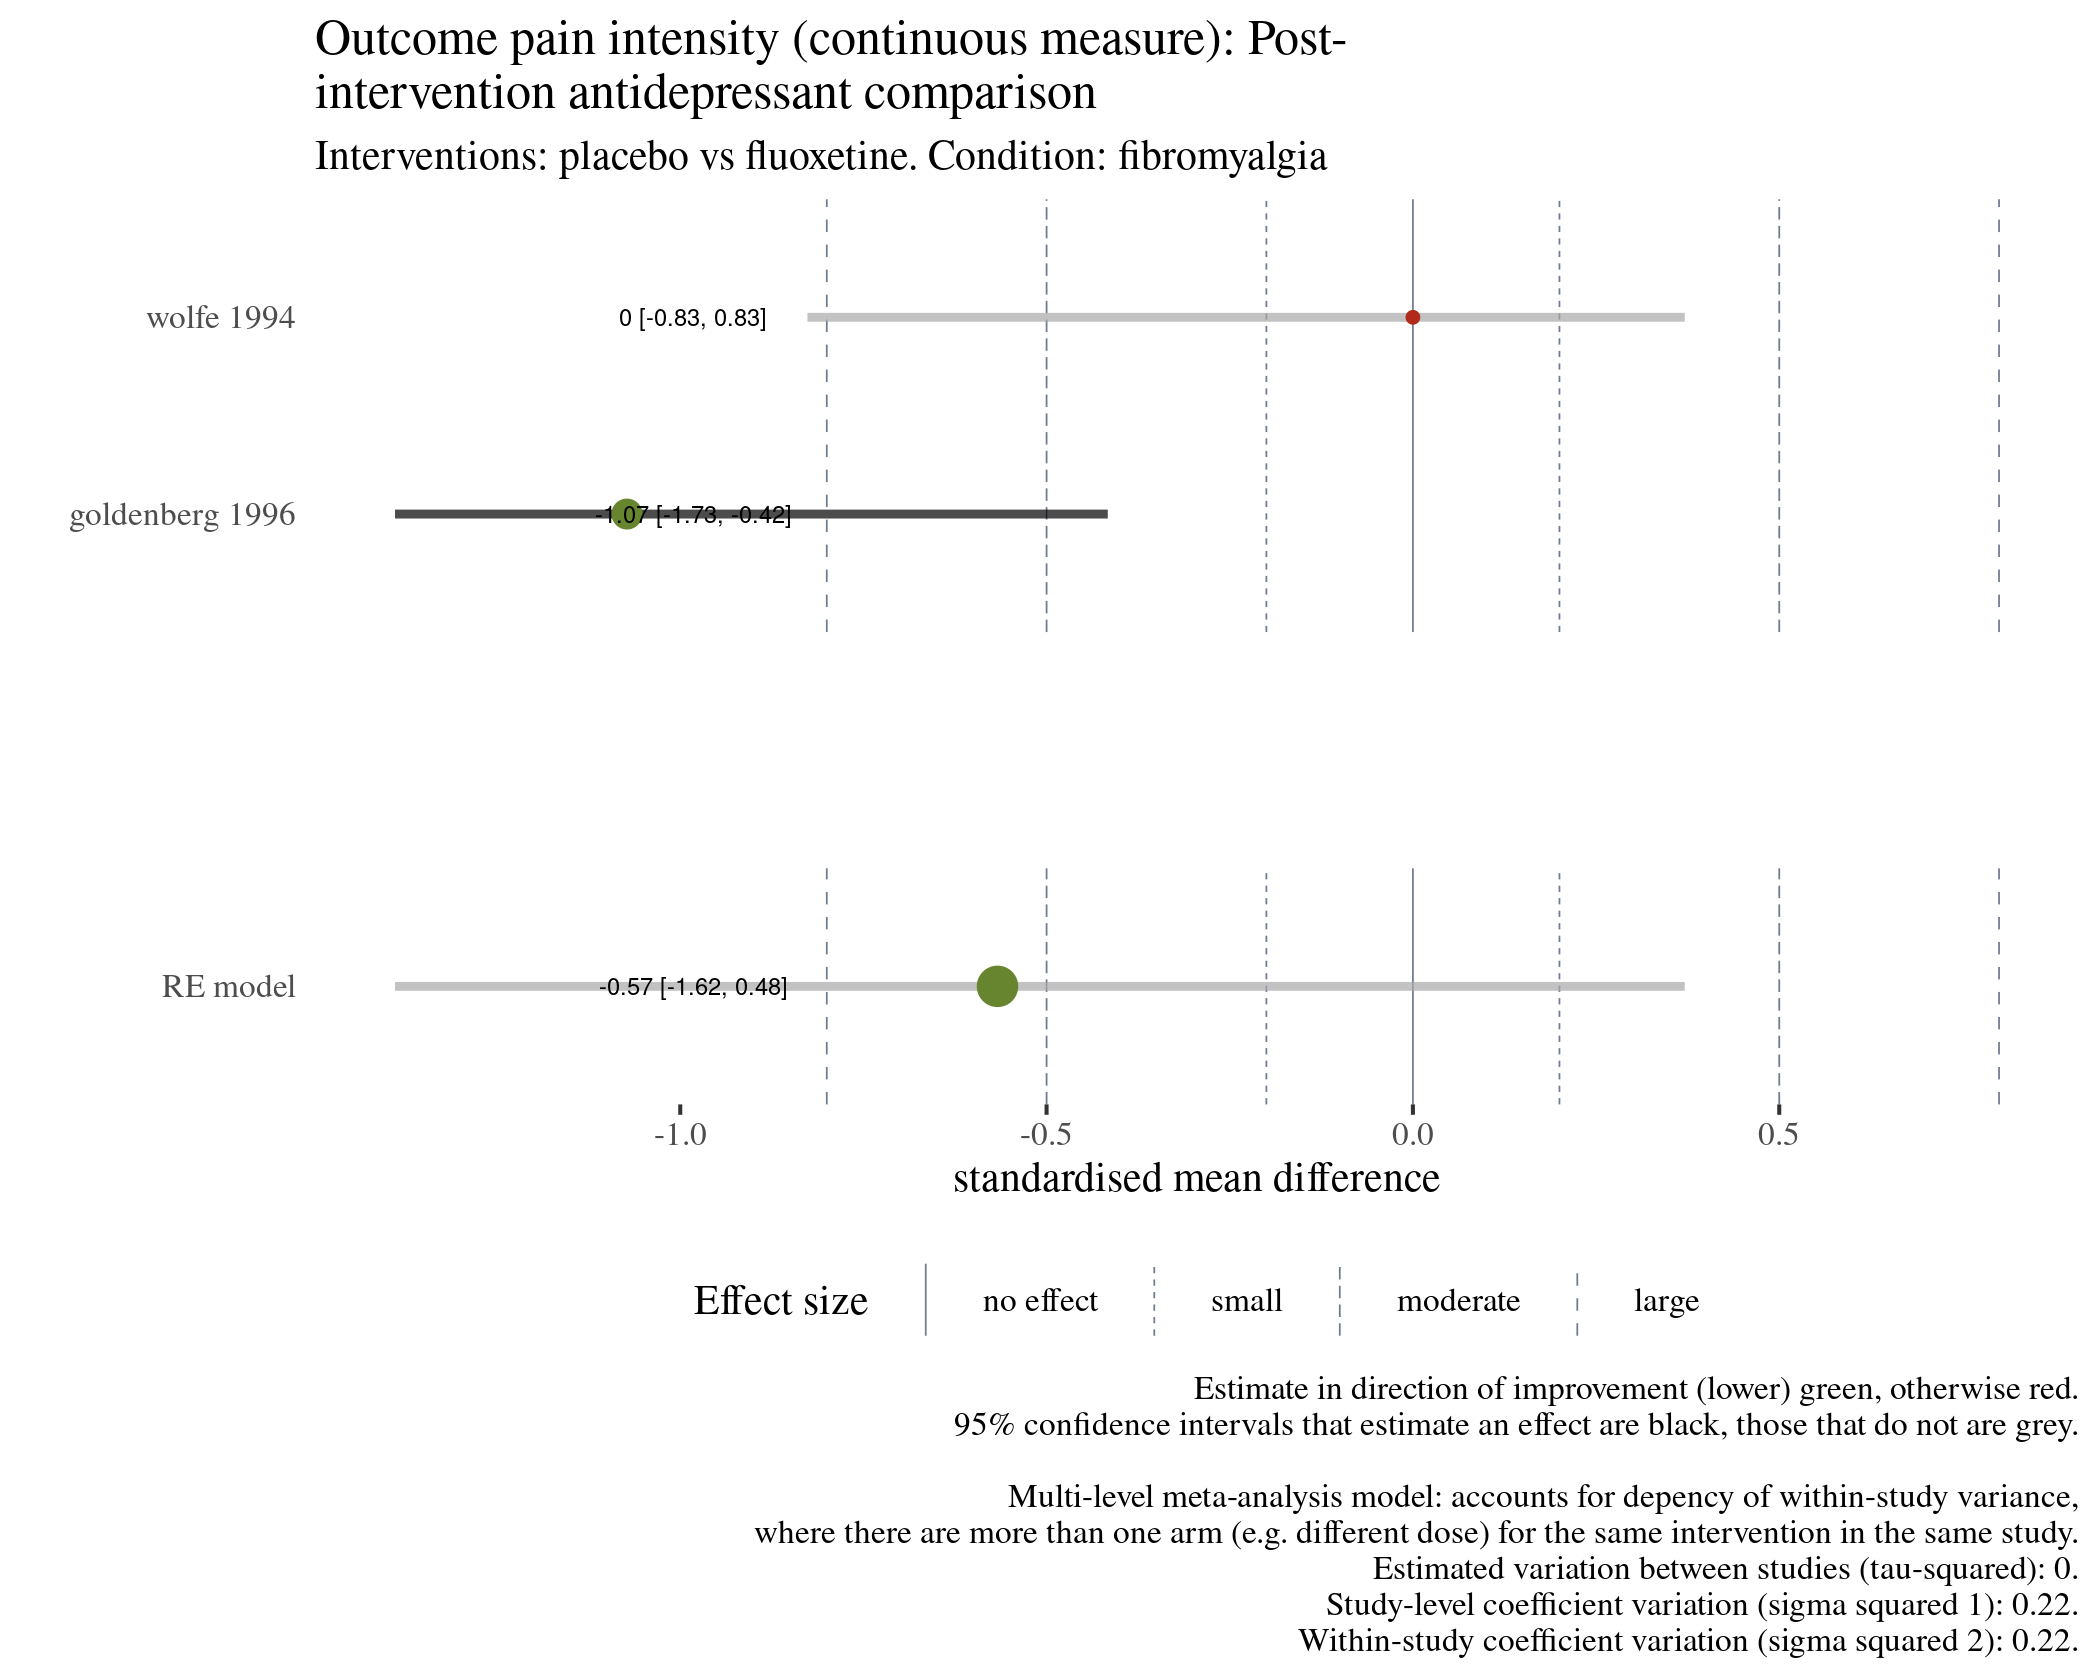 Outcome pain intensity (continuous measure): Post-
intervention antidepressant comparison
Interventions: placebo vs fluoxetine. Condition: fibromyalgia
wolfe 1994
0 [-0.83, 0.83]
goldenberg 1996
-1.07 [-1.73, -0.42]
RE model
-0.57 [-1.62, 0.48]
-1.0 -0.5 0.0 0.5
standardised mean difference
Effect size no effect small moderate large
Estimate in direction of improvement (lower) green, otherwise red.
95% confidence intervals that estimate an effect are black, those that do not are grey.
Multi-level meta-analysis model: accounts for depency of within-study variance,
where there are more than one arm (e.g. different dose) for the same intervention in the same study.
Estimated variation between studies (tau-squared): 0.
Study-level coefficient variation (sigma squared 1): 0.22.
Within-study coefficient variation (sigma squared 2): 0.22.